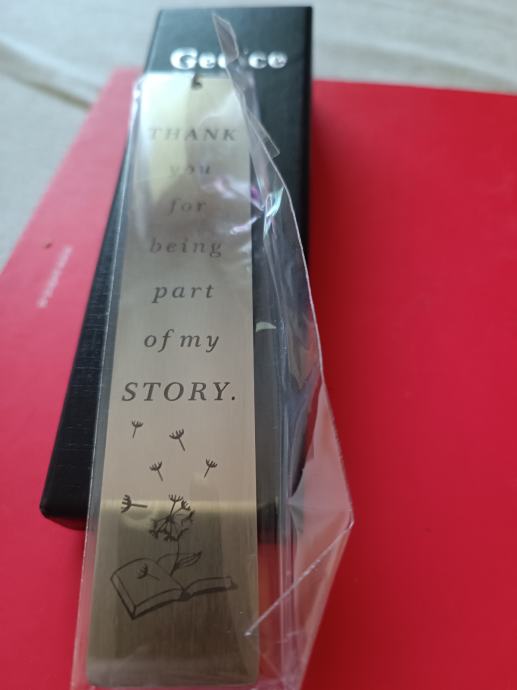 THANK
you
for
being
part
of my
STORY.